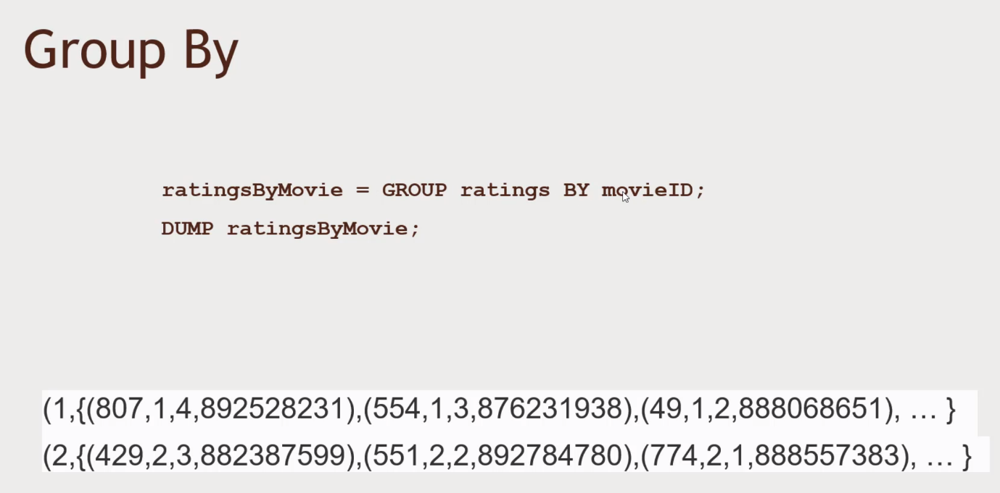 Group By
ratingsByMovie = GROUP ratings BY movieID;
DUMP ratingsByMovie;
(1,{(807,1,4,892528231),(554,1,3,876231938),(49,1,2,888068651), … }
(2,{(429,2,3,882387599),(551,2,2,892784780),(774,2,1,888557383), … }